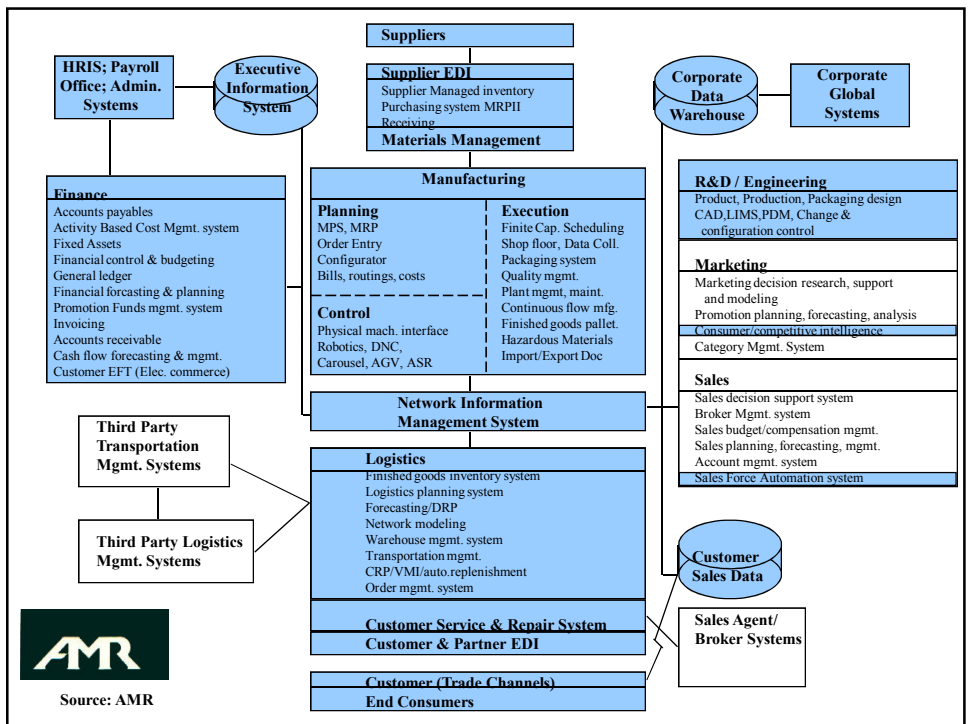 Suppliers
HRIS; Payroll
Office; Admin.
Systems
Executive
Information
System
Supplier EDI
Supplier Managed inventory
Purchasing system MRPII
Receiving
Materials Management
Corporate
Data
Warehouse
Corporate
Global
Systems
Finance
Accounts payables
Activity Based Cost Mgmt. system
Fixed Assets
Financial control & budgeting
General ledger
Financial forcasting & planning
Promotion Funds mgmt. system
Invoicing
Accounts receivable
Cash flow forecasting & mgmt.
Customer EFT (Elec. commerce)
Manufacturing
Planning
MPS, MRP
Order Entry
Configurator
Bills, routings, costs
Control
Physical mach. interface
Robotics, DNC,
Carousel, AGV, ASR
Execution
Finite Cap. Scheduling
Shop floor, Data Coll.
Packaging system
Quality mgmt.
Plant mgmt, maint.
Continuous flow mfg.
Finished goods pallet.
Hazardous Materials
Import/Export Doc
R&D / Engineering
Product, Production, Packaging design
CAD,LIMS,PDM, Change &
configuration control
Marketing
Marketing decision research, support
and modeling
Promotion planning, forecasting, analysis
Consumer/competitive intelligence
Category Mgmt. System
Sales
Sales decision support system
Broker Mgmt. system
Sales budget/compensation mgmt.
Sales planning, forecasting, mgmt.
Account mgmt. system
Sales Force Automation system
Network Information
Management System
Third Party
Transportation
Mgmt. Systems
Third Party Logistics
Mgmt. Systems
Logistics
Finished goods inventory system
Logistics planning system
Forecasting/DRP
Network modeling
Warehouse mgmt. system
Transportation mgmt.
CRP/VMI/auto.replenishment
Order mgmt. system
Customer Service & Repair System
Customer & Partner EDI
Customer (Trade Channels)
End Consumers
Customer
Sales Data
Sales Agent/
Broker Systems
AMR
Source: AMR